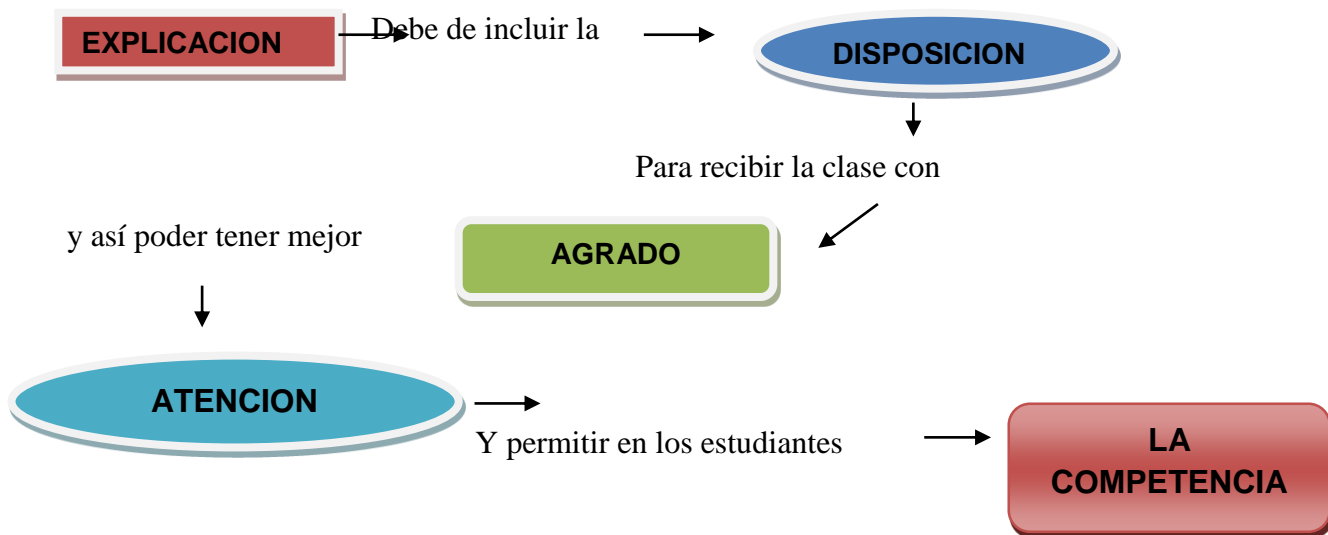 EXPLICACION
Debe de incluir la
DISPOSICION
Para recibir la clase con
AGRADO
y así poder tener mejor
ATENCION
Y permitir en los estudiantes
LA
COMPETENCIA